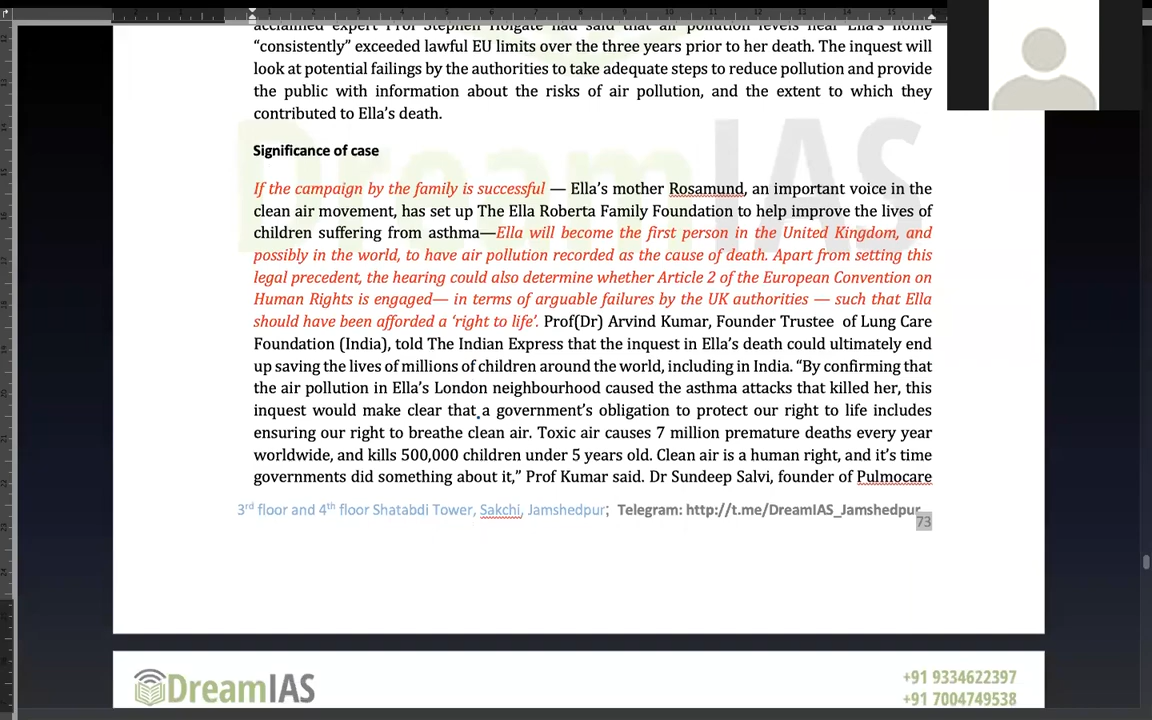 acclaimed expert Prof Stephen Holgate had said that air pollution levels near Ella's home
“consistently” exceeded lawful EU limits over the three years prior to her death. The inquest will
look at potential failings by the authorities to take adequate steps to reduce pollution and provide
the public with information about the risks of air pollution, and the extent to which they
contributed to Ella’s death.
Significance of case
If the campaign by the family is successful — Ella’s mother Rosamund, an important voice in the
clean air movement, has set up The Ella Roberta Family Foundation to help improve the lives of
children suffering from asthma—Ella will become the first person in the United Kingdom, and
possibly in the world, to have air pollution recorded as the cause of death. Apart from setting this
legal precedent, the hearing could also determine whether Article 2 of the European Convention on
Human Rights is engaged— in terms of arguable failures by the UK authorities — such that Ella
should have been afforded a ‘right to life’. Prof(Dr) Arvind Kumar, Founder Trustee of Lung Care
Foundation (India), told The Indian Express that the inquest in Ella’s death could ultimately end
up saving the lives of millions of children around the world, including in India. “By confirming that
the air pollution in Ella’s London neighbourhood caused the asthma attacks that killed her, this
inquest would make clear that a government’s obligation to protect our right to life includes
ensuring our right to breathe clean air. Toxic air causes 7 million premature deaths every year
worldwide, and kills 500,000 children under 5 years old. Clean air is a human right, and it’s time
governments did something about it,” Prof Kumar said. Dr Sundeep Salvi, founder of Pulmocare
3rd floor and 4th floor Shatabdi Tower, Sakchi, Jamshedpur; Telegram: http://t.me/DreamIAS_Jamshedpur
73
DreamIAS
+91 9334622397
+91 7004749538
DreamIAS